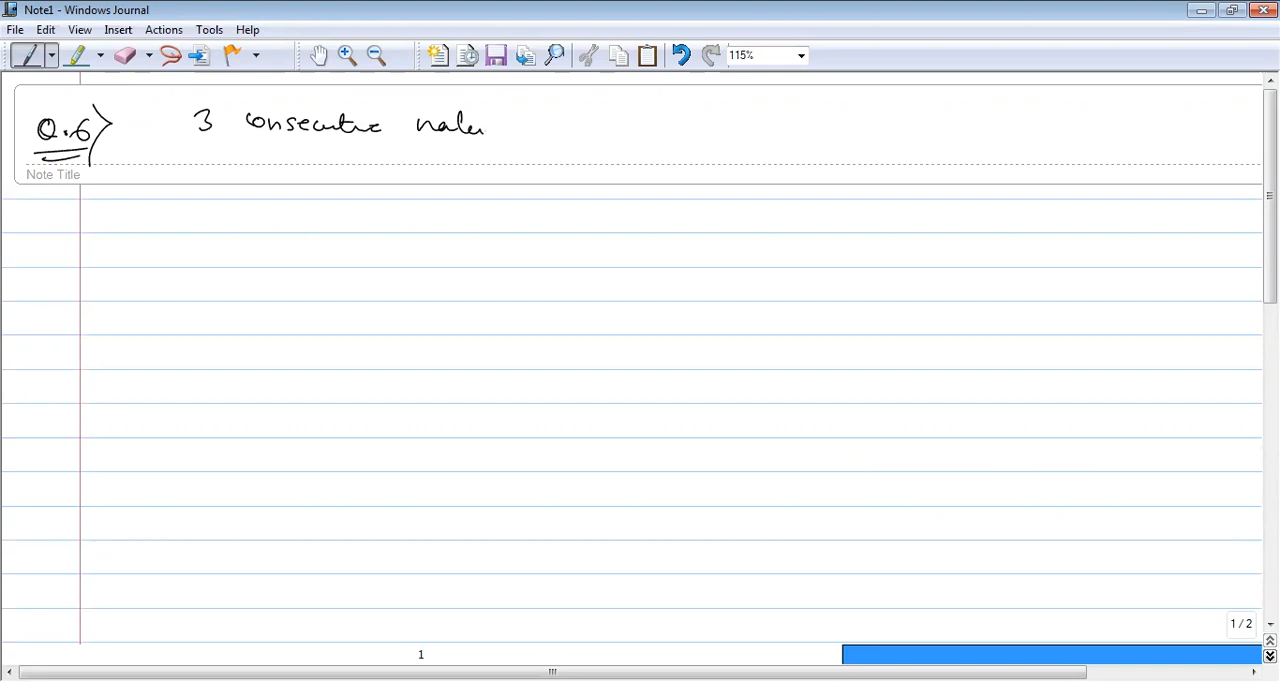 Note1 - Windows Journal
File Edit View Insert Actions Tools Help
115%
Q.6) 3 consecutive
Note Title
1 / 2
1